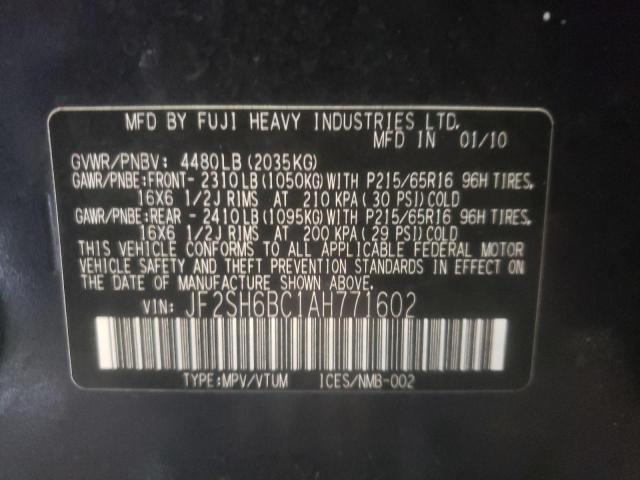 MFD BY FUJI HEAVY INDUSTRIES LTD.
MFD IN 01/10
GVWR/PNBV: 4480LB(2035KG)
GAWR/PNBE:FRONT- 2310LB(1050KG)WITH P215/65R16 96H TIRES,
16X6 1/2J RIMS AT 210 KPA(30 PSI)COLD
GAWR/PNBE:REAR - 2410LB(1095KG)WITH P215/65R16 96H TIRES,
16X6 1/2J RIMS AT 200 KPA(29 PSI)COLD
THIS VEHICLE CONFORMS TO ALL APPLICABLE FEDERAL MOTOR
VEHICLE SAFETY AND THEFT PREVENTION STANDARDS IN EFFECT ON
THE DATE OF MANUFACTURE SHOWN ABOVE.
VIN: JF2SH6BC1AH771602
TYPE:MPV/VTUM ICES/NMB-002